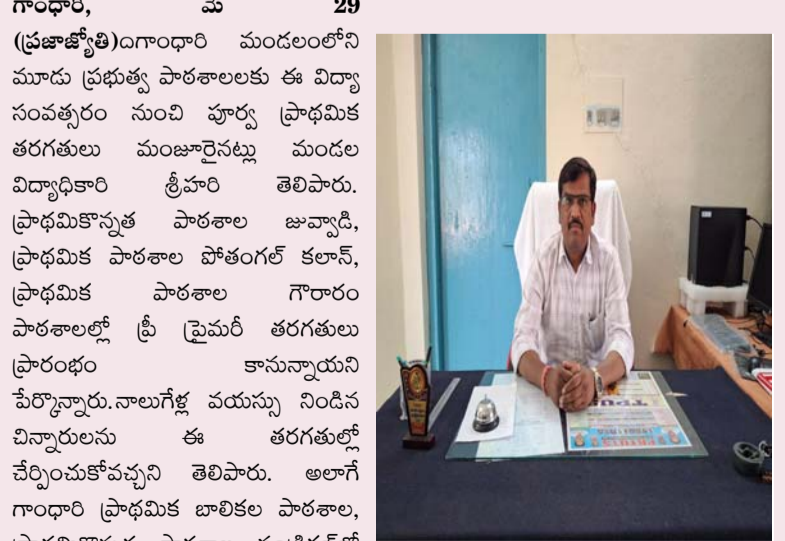 గాంధారి, మే 29
(ప్రజాజ్యోతి)దిగాంధారి మండలంలోని
మూడు ప్రభుత్వ పాఠశాలలకు ఈ విద్యా
సంవత్సరం నుంచి పూర్వ ప్రాథమిక
తరగతులు మంజూరైనట్లు మండల
విద్యాధికారి శ్రీహరి తెలిపారు.
ప్రాథమికొన్నత పాఠశాల జువ్వాడి,
ప్రాథమిక పాఠశాల పోతంగల్ కలాన్,
ప్రాథమిక పాఠశాల గౌరారం
పాఠశాలల్లో ప్రీ ప్రైమరీ తరగతులు
ప్రారంభం కానున్నాయని
పేర్కొన్నారు.నాలుగేళ్ల వయస్సు నిండిన
చిన్నారులను ఈ తరగతుల్లో
చేర్పించుకోవచ్చని తెలిపారు. అలాగే
గాంధారి ప్రాథమిక బాలికల పాఠశాల,